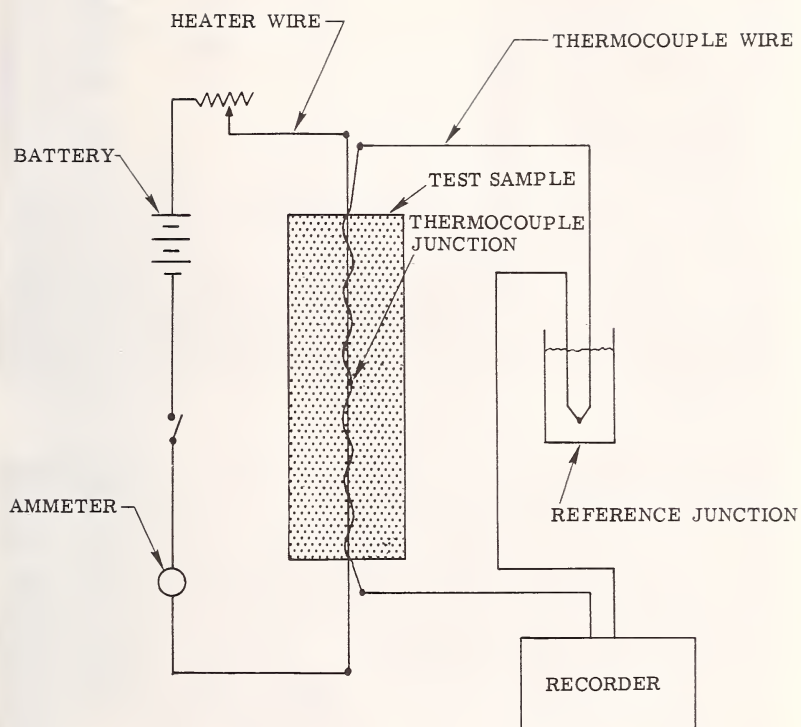 HEATER WIRE
THERMOCOUPLE WIRE
BATTERY
TEST SAMPLE
THERMOCOUPLE
JUNCTION
AMMETER
REFERENCE JUNCTION
RECORDER